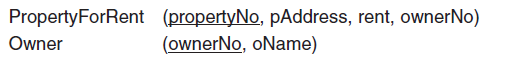 PropertyForRent (propertyNo, pAddress, rent, ownerNo)
Owner (ownerNo, oName)